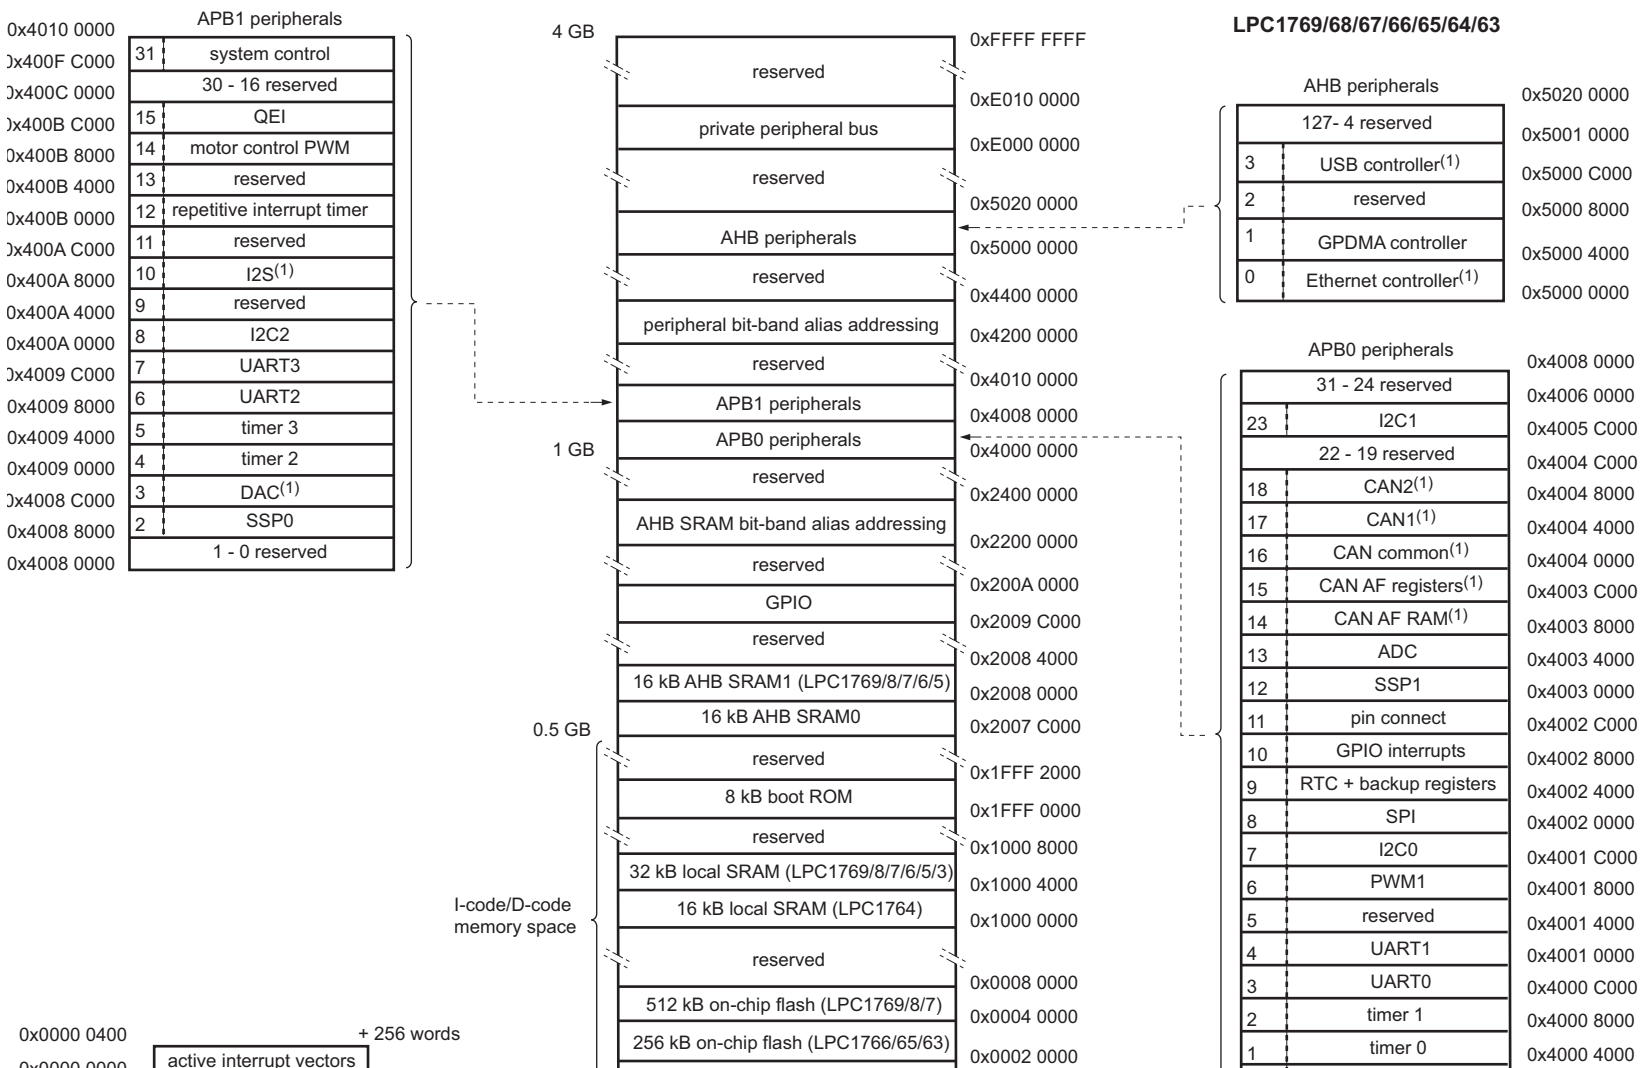 LPC1769/68/67/66/65/64/63
APB1 peripherals
0x4010 0000
31 system control
0x400F C000
30 - 16 reserved
0x400C 0000
15 QEI
0x400B C000
14 motor control PWM
0x400B 8000
13 reserved
0x400B 4000
12 repetitive interrupt timer
0x400B 0000
11 reserved
0x400A C000
10 I2S(1)
0x400A 8000
9 reserved
0x400A 4000
8 I2C2
0x400A 0000
7 UART3
0x4009 C000
6 UART2
0x4009 8000
5 timer 3
0x4009 4000
4 timer 2
0x4009 0000
3 DAC(1)
0x4008 C000
2 SSP0
0x4008 8000
1 - 0 reserved
0x4008 0000
0x0000 0400
+ 256 words
active interrupt vectors
0x0000 0000
4 GB
0xFFFF FFFF
reserved
0xE010 0000
private peripheral bus
0xE000 0000
reserved
0x5020 0000
AHB peripherals
0x5000 0000
reserved
0x4400 0000
peripheral bit-band alias addressing
0x4200 0000
reserved
0x4010 0000
APB1 peripherals
0x4008 0000
APB0 peripherals
1 GB
0x4000 0000
reserved
0x2400 0000
AHB SRAM bit-band alias addressing
0x2200 0000
reserved
0x200A 0000
GPIO
0x2009 C000
reserved
0x2008 4000
16 kB AHB SRAM1 (LPC1769/8/7/6/5)
0x2008 0000
16 kB AHB SRAM0
0x2007 C000
0.5 GB
reserved
0x1FFF 2000
8 kB boot ROM
0x1FFF 0000
reserved
0x1000 8000
32 kB local SRAM (LPC1769/8/7/6/5/3)
0x1000 4000
16 kB local SRAM (LPC1764)
0x1000 0000
I-code/D-code
memory space
reserved
0x0008 0000
512 kB on-chip flash (LPC1769/8/7)
0x0004 0000
256 kB on-chip flash (LPC1766/65/63)
0x0002 0000
AHB peripherals
0x5020 0000
127- 4 reserved
0x5001 0000
3 USB controller(1)
0x5000 C000
2 reserved
0x5000 8000
1 GPDMA controller
0x5000 4000
0 Ethernet controller(1)
0x5000 0000
APB0 peripherals
0x4008 0000
31 - 24 reserved
0x4006 0000
23 I2C1
0x4005 C000
22 - 19 reserved
0x4004 C000
18 CAN2(1)
0x4004 8000
17 CAN1(1)
0x4004 4000
16 CAN common(1)
0x4004 0000
15 CAN AF registers(1)
0x4003 C000
14 CAN AF RAM(1)
0x4003 8000
13 ADC
0x4003 4000
12 SSP1
0x4003 0000
11 pin connect
0x4002 C000
10 GPIO interrupts
0x4002 8000
9 RTC + backup registers
0x4002 4000
8 SPI
0x4002 0000
7 I2C0
0x4001 C000
6 PWM1
0x4001 8000
5 reserved
0x4001 4000
4 UART1
0x4001 0000
3 UART0
0x4000 C000
2 timer 1
0x4000 8000
1 timer 0
0x4000 4000